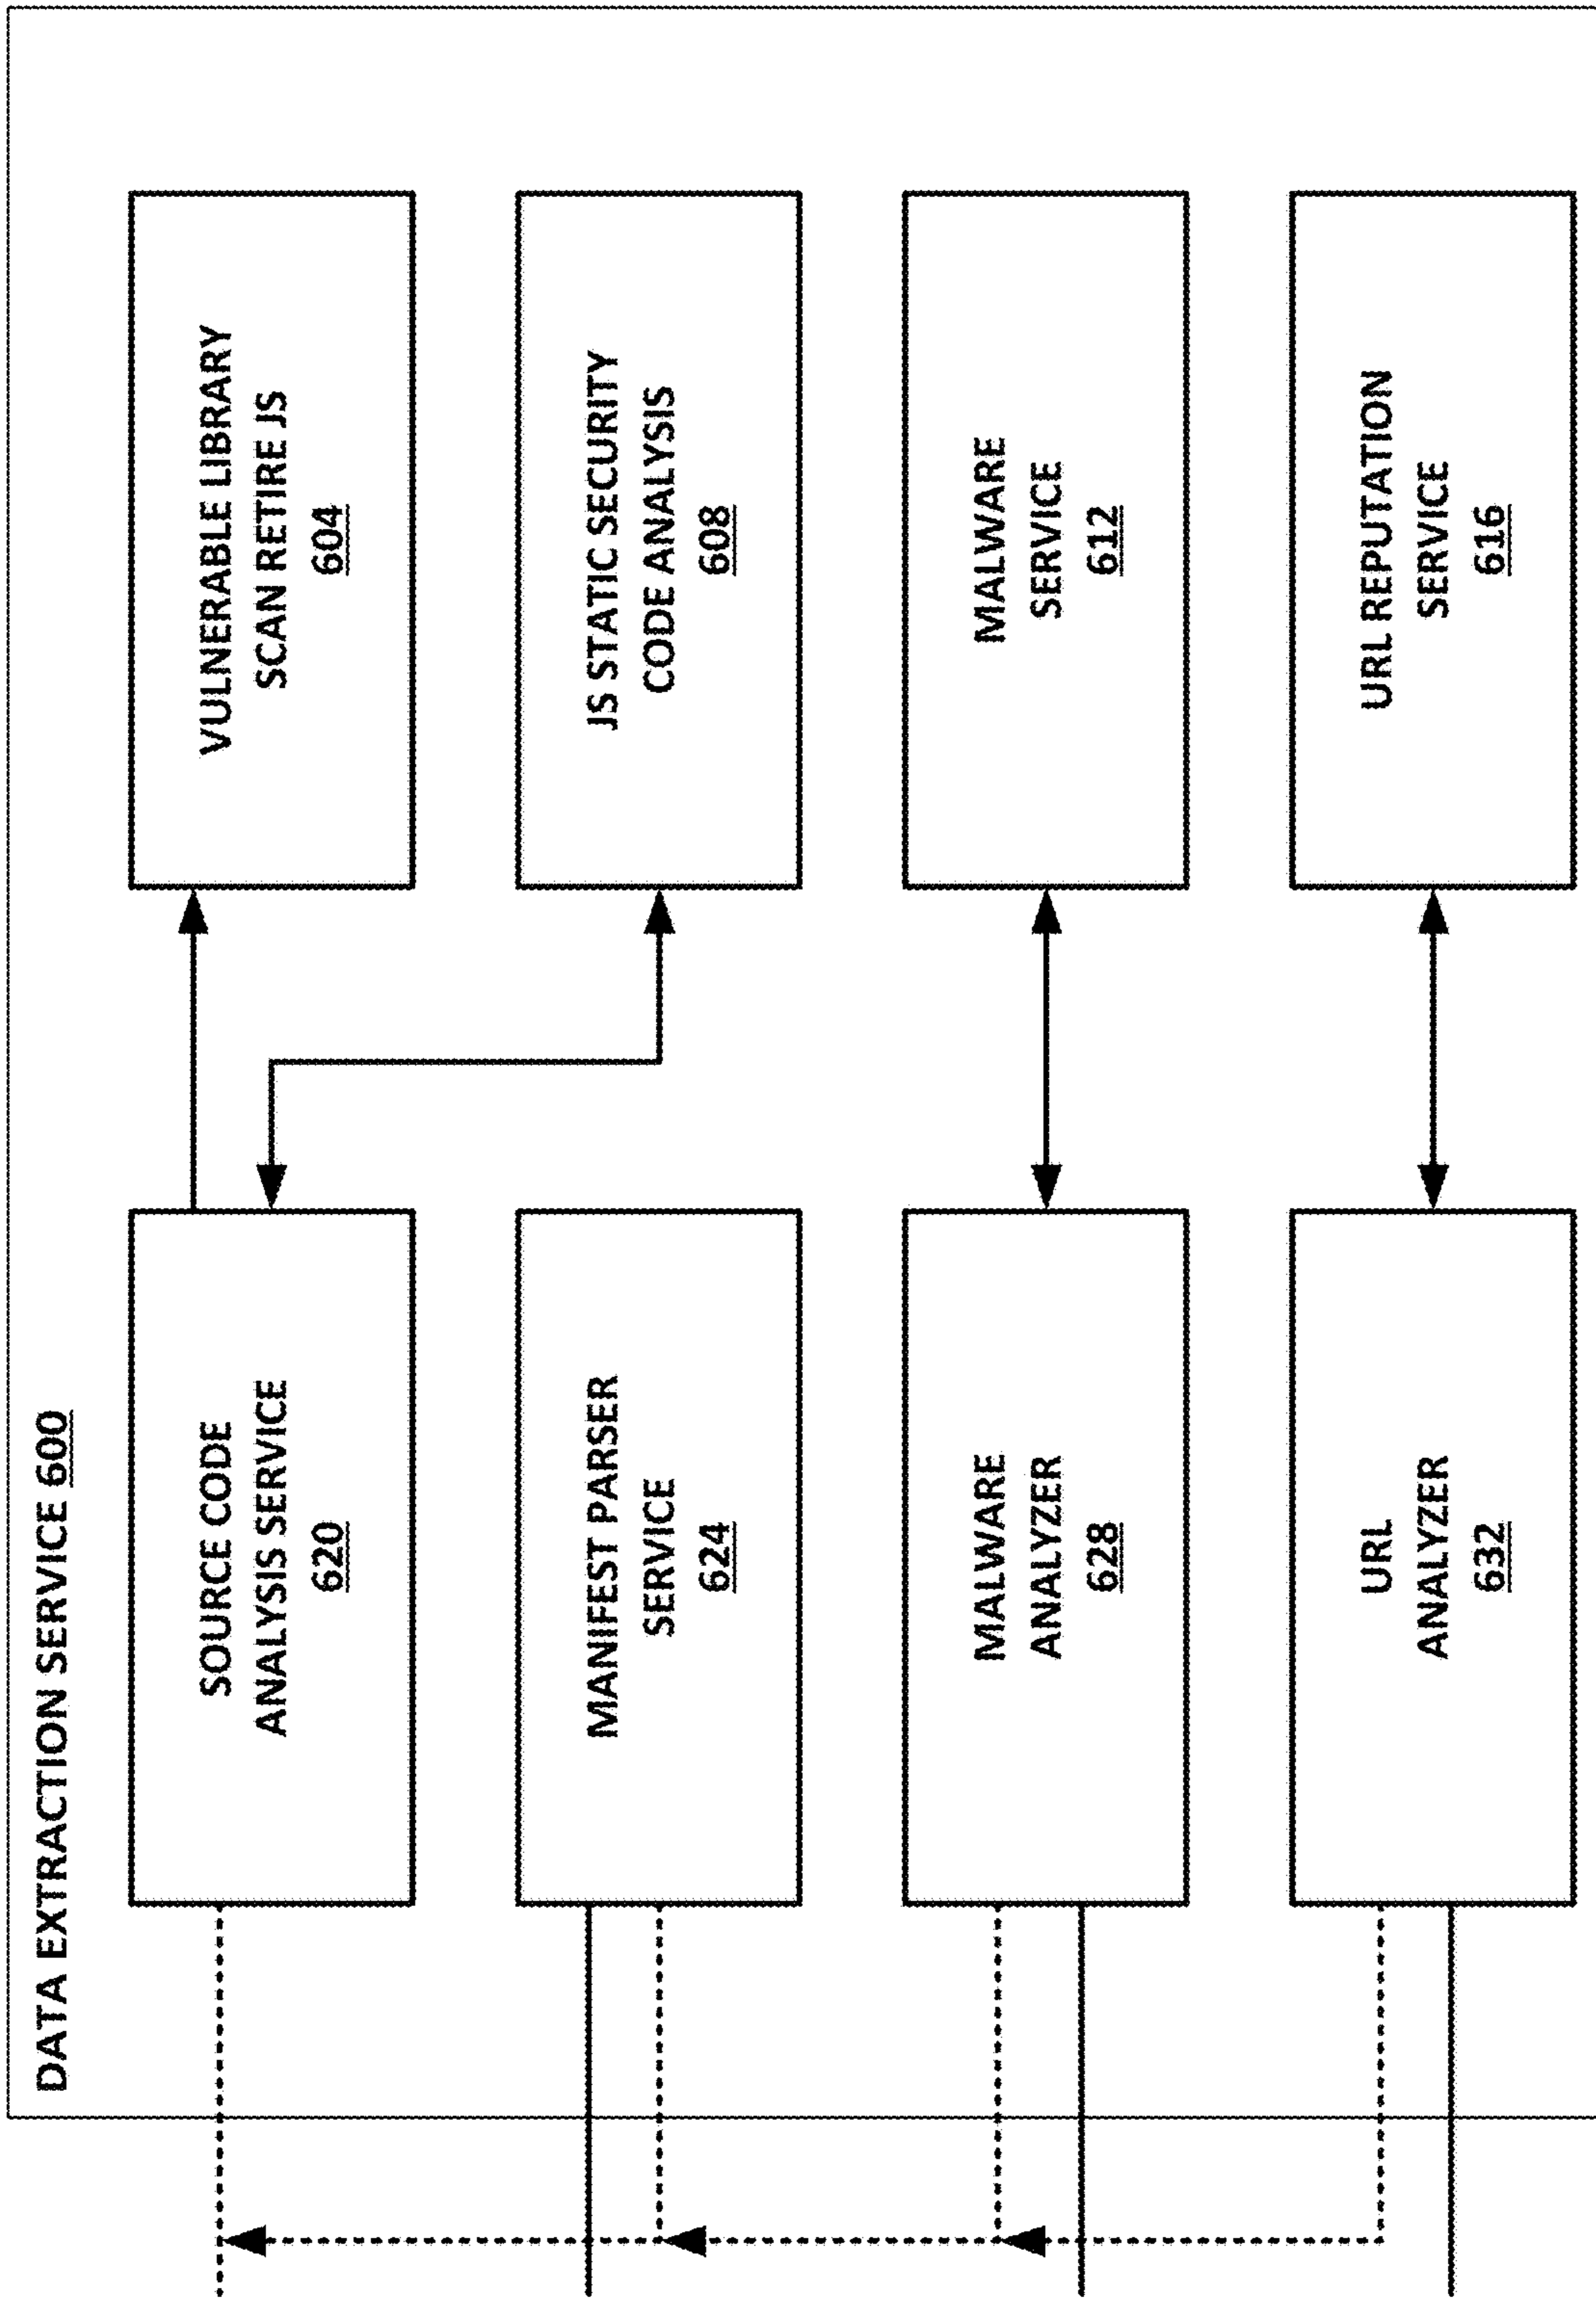 DATA EXTRACTION SERVICE 600
SOURCE CODE
ANALYSIS SERVICE
620
VULNERABLE LIBRARY
SCAN RETIRE JS
604
MANIFEST PARSER
SERVICE
624
JS STATIC SECURITY
CODE ANALYSIS
608
MALWARE
ANALYZER
628
MALWARE
SERVICE
612
URL
ANALYZER
632
URL REPUTATION
SERVICE
616